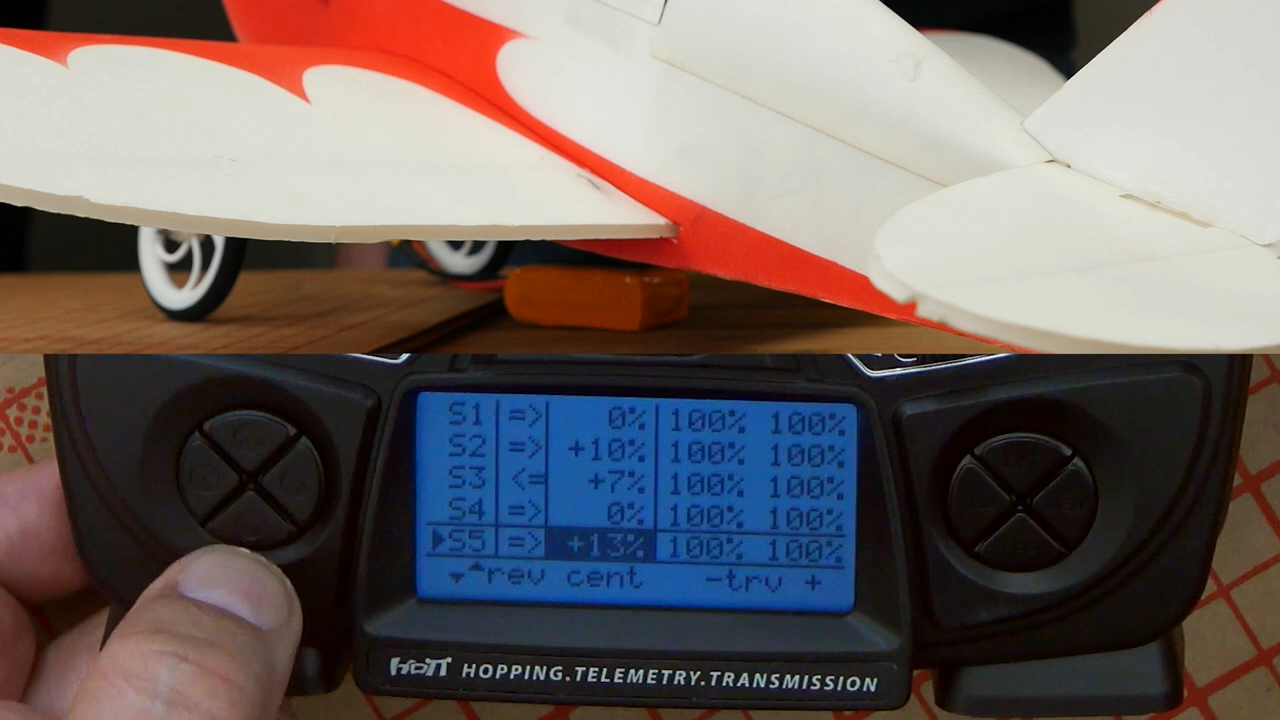 S1 => 0% 100% 100%
S2 => +10% 100% 100%
S3 <= +7% 100% 100%
S4 => 0% 100% 100%
S5 => +13% 100% 100%
rev cent -trv +
HoTT HOPPING.TELEMETRY.TRANSMISSION